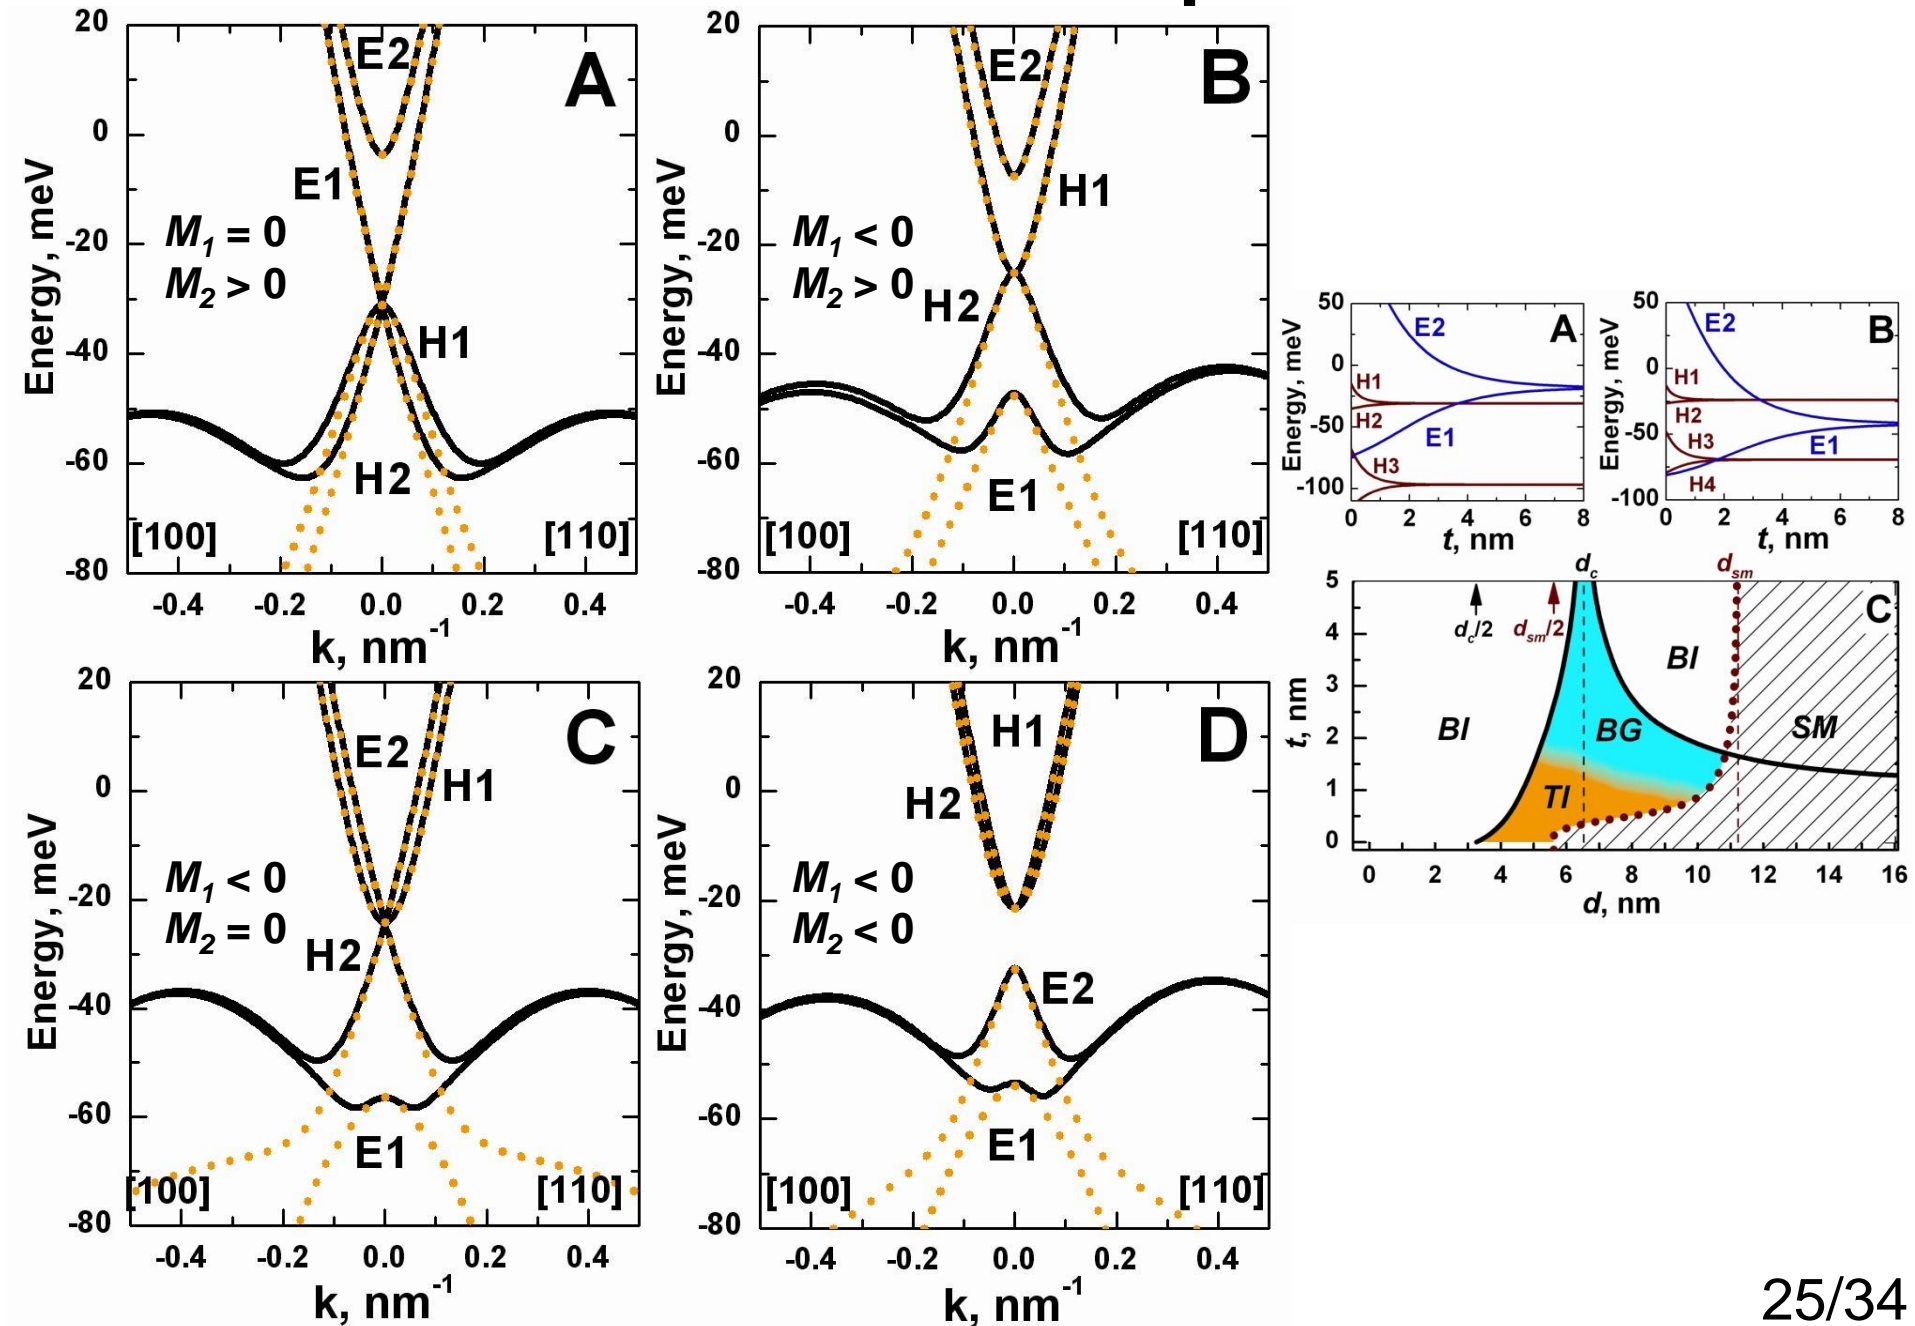 A
20
0
-20
-40
-60
-80
Energy, meV
E2
E1
M1 = 0
M2 > 0
H1
H2
[100]
[110]
-0.4 -0.2 0.0 0.2 0.4
k, nm-1
B
20
0
-20
-40
-60
-80
Energy, meV
E2
H1
M1 < 0
M2 > 0
H2
E1
[100]
[110]
-0.4 -0.2 0.0 0.2 0.4
k, nm-1
C
20
0
-20
-40
-60
-80
Energy, meV
E2
H1
M1 < 0
M2 = 0
H2
E1
[100]
[110]
-0.4 -0.2 0.0 0.2 0.4
k, nm-1
D
20
0
-20
-40
-60
-80
Energy, meV
H1
H2
M1 < 0
M2 < 0
E2
E1
[100]
[110]
-0.4 -0.2 0.0 0.2 0.4
k, nm-1
A
50
0
-50
-100
Energy, meV
E2
H1
H2
E1
H3
0 2 4 6 8
t, nm
B
50
0
-50
-100
Energy, meV
E2
H1
H2
H3
E1
H4
0 2 4 6 8
t, nm
dc
dsm
C
5
4
3
2
1
0
t, nm
dc/2
dsm/2
BI
BI
BG
SM
TI
0 2 4 6 8 10 12 14 16
d, nm
25/34